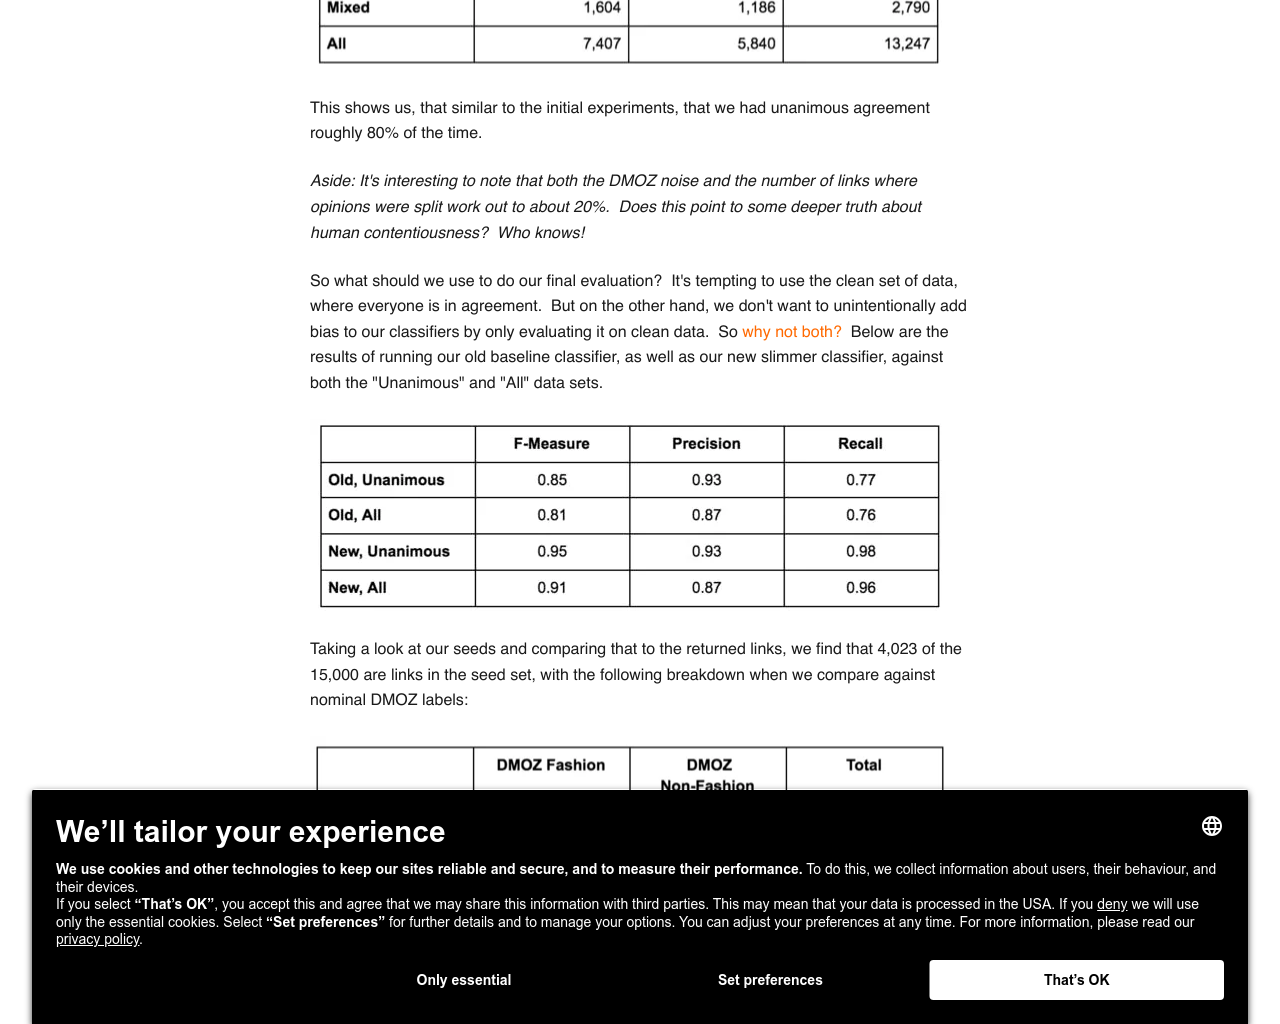 Mixed 1,604 1,186 2,790
All 7,407 5,840 13,247
This shows us, that similar to the initial experiments, that we had unanimous agreement
roughly 80% of the time.
Aside: It's interesting to note that both the DMOZ noise and the number of links where
opinions were split work out to about 20%.  Does this point to some deeper truth about
human contentiousness?  Who knows!
So what should we use to do our final evaluation?  It's tempting to use the clean set of data,
where everyone is in agreement.  But on the other hand, we don't want to unintentionally add
bias to our classifiers by only evaluating it on clean data.  So why not both?  Below are the
results of running our old baseline classifier, as well as our new slimmer classifier, against
both the "Unanimous" and "All" data sets.
F-Measure Precision Recall
Old, Unanimous 0.85 0.93 0.77
Old, All 0.81 0.87 0.76
New, Unanimous 0.95 0.93 0.98
New, All 0.91 0.87 0.96
Taking a look at our seeds and comparing that to the returned links, we find that 4,023 of the
15,000 are links in the seed set, with the following breakdown when we compare against
nominal DMOZ labels:
DMOZ Fashion DMOZ Total
Non-Fashion
We’ll tailor your experience
We use cookies and other technologies to keep our sites reliable and secure, and to measure their performance. To do this, we collect information about users, their behaviour, and
their devices.
If you select “That’s OK”, you accept this and agree that we may share this information with third parties. This may mean that your data is processed in the USA. If you deny we will use
only the essential cookies. Select “Set preferences” for further details and to manage your options. You can adjust your preferences at any time. For more information, please read our
privacy policy.
Only essential Set preferences That’s OK